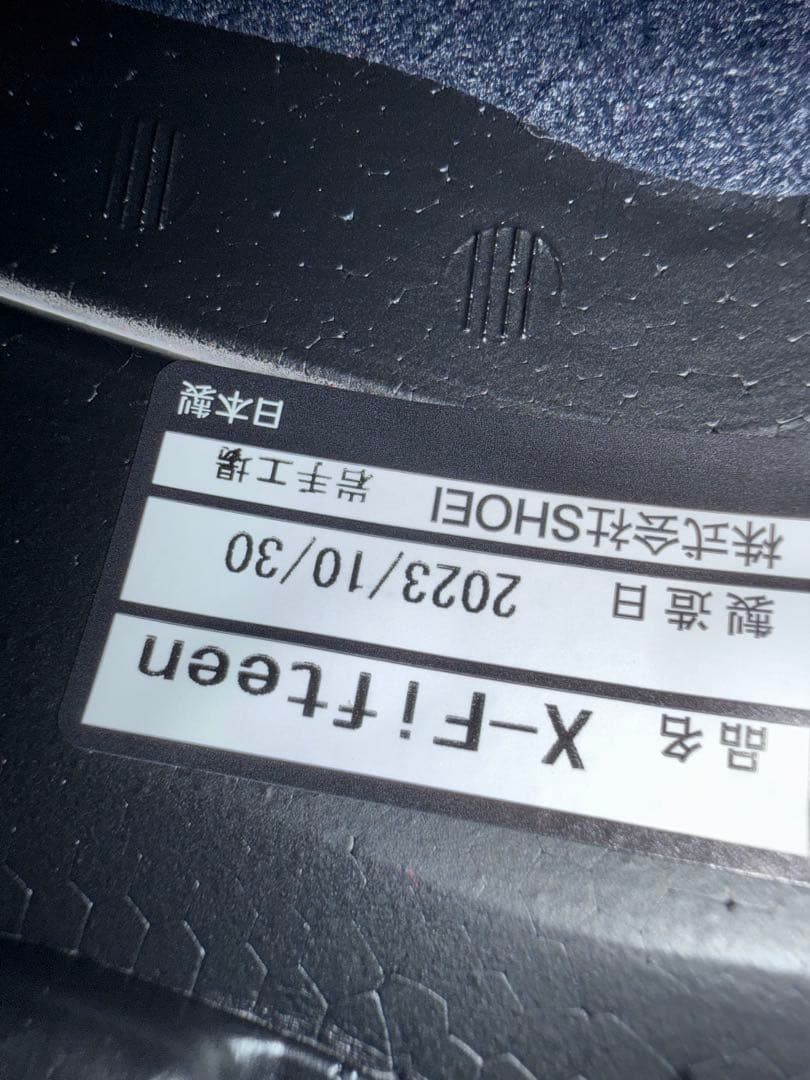 品名 X-Fifteen
製造日 2023/10/30
株式会社SHOEI 岩手工場
日本製